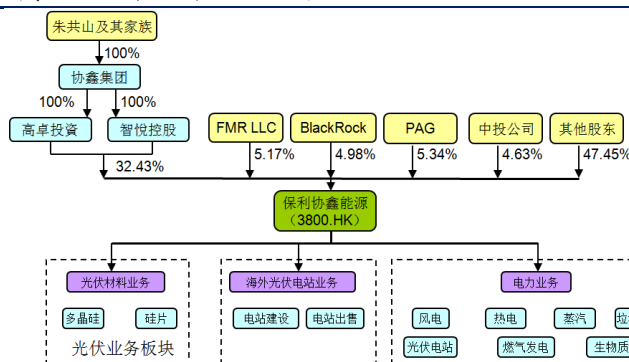 朱共山及其家族
100%
协鑫集团
100%
100%
高卓投資
智悅控股
FMR LLC
BlackRock
PAG
中投公司
其他股东
32.43%
5.17%
4.98%
5.34%
4.63%
47.45%
保利协鑫能源
（3800.HK）
光伏材料业务
海外光伏电站业务
电力业务
多晶硅
硅片
电站建设
电站出售
风电
热电
蒸汽
光伏电站
燃气发电
生物质
光伏业务板块